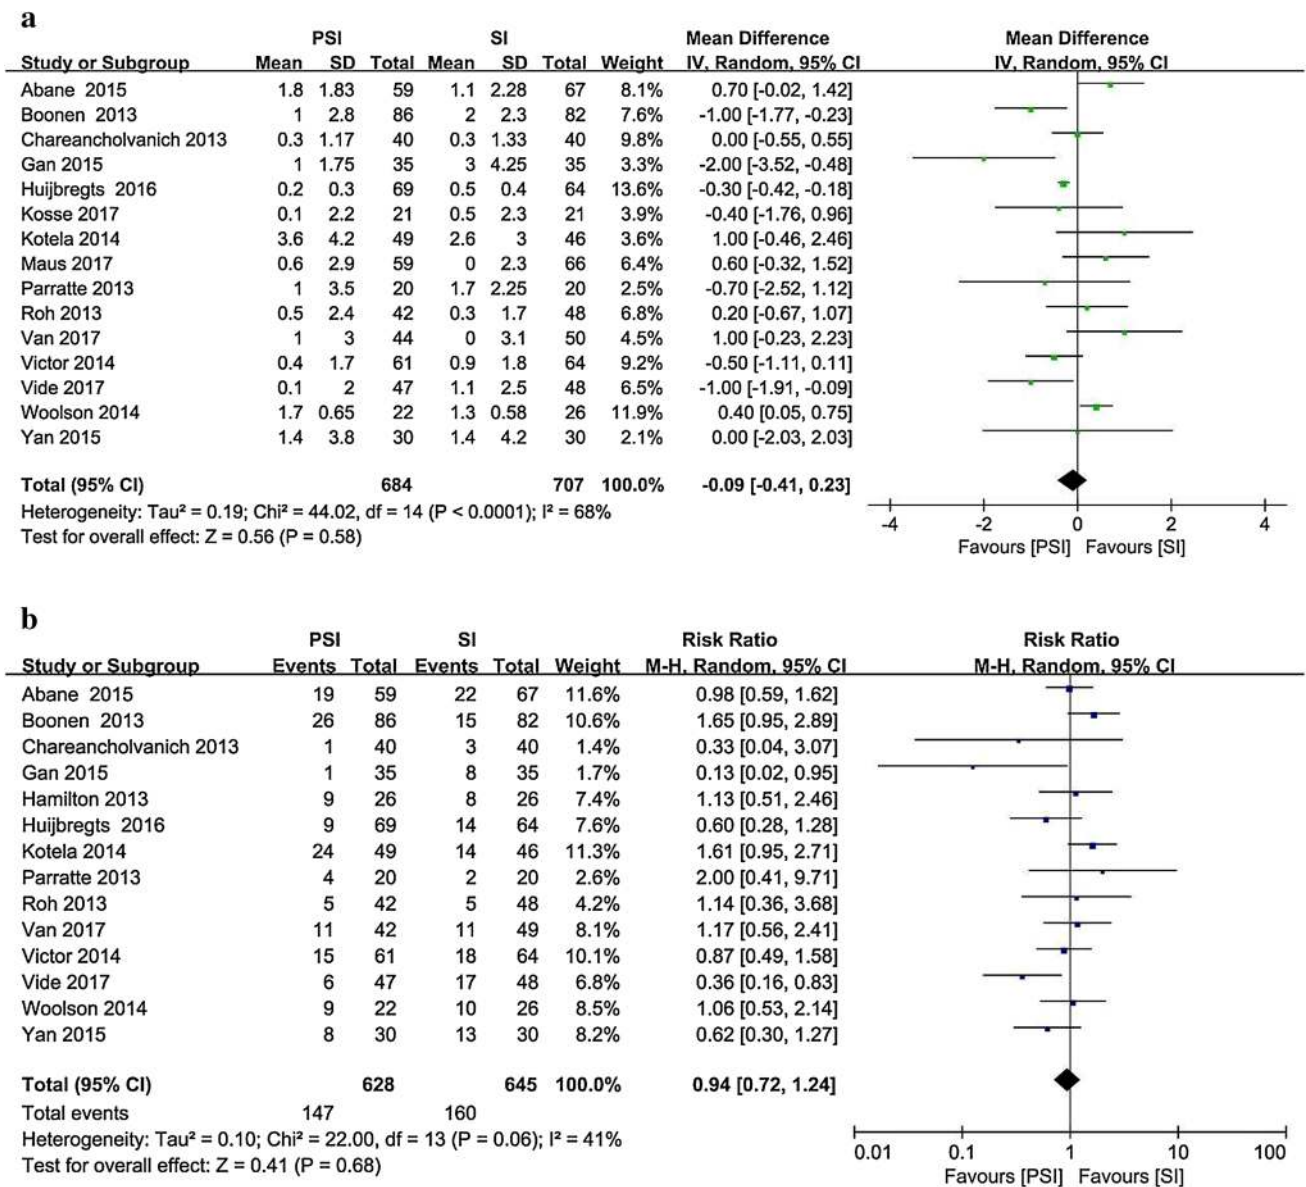 a
PSI SI Mean Difference Mean Difference
Study or Subgroup Mean SD Total Mean SD Total Weight IV, Random, 95% CI IV, Random, 95% CI
Abane 2015 1.8 1.83 59 1.1 2.28 67 8.1% 0.70 [-0.02, 1.42]
Boonen 2013 1 2.8 86 2 2.3 82 7.6% -1.00 [-1.77, -0.23]
Chareancholvanich 2013 0.3 1.17 40 0.3 1.33 40 9.8% 0.00 [-0.55, 0.55]
Gan 2015 1 1.75 35 3 4.25 35 3.3% -2.00 [-3.52, -0.48]
Huijbregts 2016 0.2 0.3 69 0.5 0.4 64 13.6% -0.30 [-0.42, -0.18]
Kosse 2017 0.1 2.2 21 0.5 2.3 21 3.9% -0.40 [-1.76, 0.96]
Kotela 2014 3.6 4.2 49 2.6 3 46 3.6% 1.00 [-0.46, 2.46]
Maus 2017 0.6 2.9 59 0 2.3 66 6.4% 0.60 [-0.32, 1.52]
Parratte 2013 1 3.5 20 1.7 2.25 20 2.5% -0.70 [-2.52, 1.12]
Roh 2013 0.5 2.4 42 0.3 1.7 48 6.8% 0.20 [-0.67, 1.07]
Van 2017 1 3 44 0 3.1 50 4.5% 1.00 [-0.23, 2.23]
Victor 2014 0.4 1.7 61 0.9 1.8 64 9.2% -0.50 [-1.11, 0.11]
Vide 2017 0.1 2 47 1.1 2.5 48 6.5% -1.00 [-1.91, -0.09]
Woolson 2014 1.7 0.65 22 1.3 0.58 26 11.9% 0.40 [0.05, 0.75]
Yan 2015 1.4 3.8 30 1.4 4.2 30 2.1% 0.00 [-2.03, 2.03]
Total (95% CI) 684 707 100.0% -0.09 [-0.41, 0.23]
Heterogeneity: Tau² = 0.19; Chi² = 44.02, df = 14 (P < 0.0001); I² = 68%
Test for overall effect: Z = 0.56 (P = 0.58)
-4 -2 0 2 4
Favours [PSI] Favours [SI]
b
PSI SI Risk Ratio Risk Ratio
Study or Subgroup Events Total Events Total Weight M-H, Random, 95% CI M-H, Random, 95% CI
Abane 2015 19 59 22 67 11.6% 0.98 [0.59, 1.62]
Boonen 2013 26 86 15 82 10.6% 1.65 [0.95, 2.89]
Chareancholvanich 2013 1 40 3 40 1.4% 0.33 [0.04, 3.07]
Gan 2015 1 35 8 35 1.7% 0.13 [0.02, 0.95]
Hamilton 2013 9 26 8 26 7.4% 1.13 [0.51, 2.46]
Huijbregts 2016 9 69 14 64 7.6% 0.60 [0.28, 1.28]
Kotela 2014 24 49 14 46 11.3% 1.61 [0.95, 2.71]
Parratte 2013 4 20 2 20 2.6% 2.00 [0.41, 9.71]
Roh 2013 5 42 5 48 4.2% 1.14 [0.36, 3.68]
Van 2017 11 42 11 49 8.1% 1.17 [0.56, 2.41]
Victor 2014 15 61 18 64 10.1% 0.87 [0.49, 1.58]
Vide 2017 6 47 17 48 6.8% 0.36 [0.16, 0.83]
Woolson 2014 9 22 10 26 8.5% 1.06 [0.53, 2.14]
Yan 2015 8 30 13 30 8.2% 0.62 [0.30, 1.27]
Total (95% CI) 628 645 100.0% 0.94 [0.72, 1.24]
Total events 147 160
Heterogeneity: Tau² = 0.10; Chi² = 22.00, df = 13 (P = 0.06); I² = 41%
Test for overall effect: Z = 0.41 (P = 0.68)
0.01 0.1 1 10 100
Favours [PSI] Favours [SI]